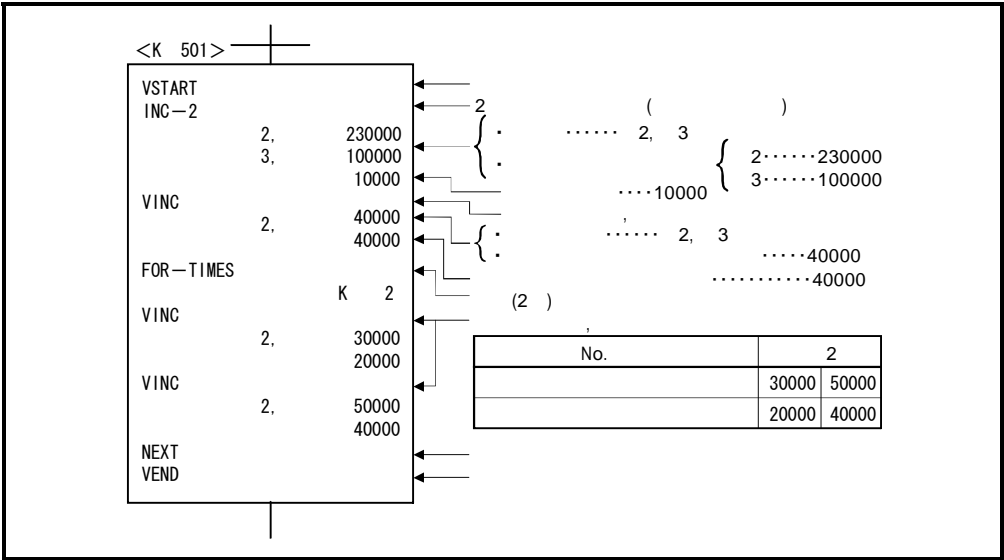 <K 501>
VSTART
INC-2
2, 230000
3, 100000
10000
VINC
2, 40000
40000
FOR-TIMES
K 2
VINC
2, 30000
20000
VINC
2, 50000
40000
NEXT
VEND
2 ( )
・ ・・・・・・ 2, 3
・
2・・・・・・230000
3・・・・・・100000
・・・・10000
,
・ ・・・・・・ 2, 3
・ ・・・・・40000
・・・・・・・・・・・40000
(2 )
,
No. 2
30000 50000
20000 40000